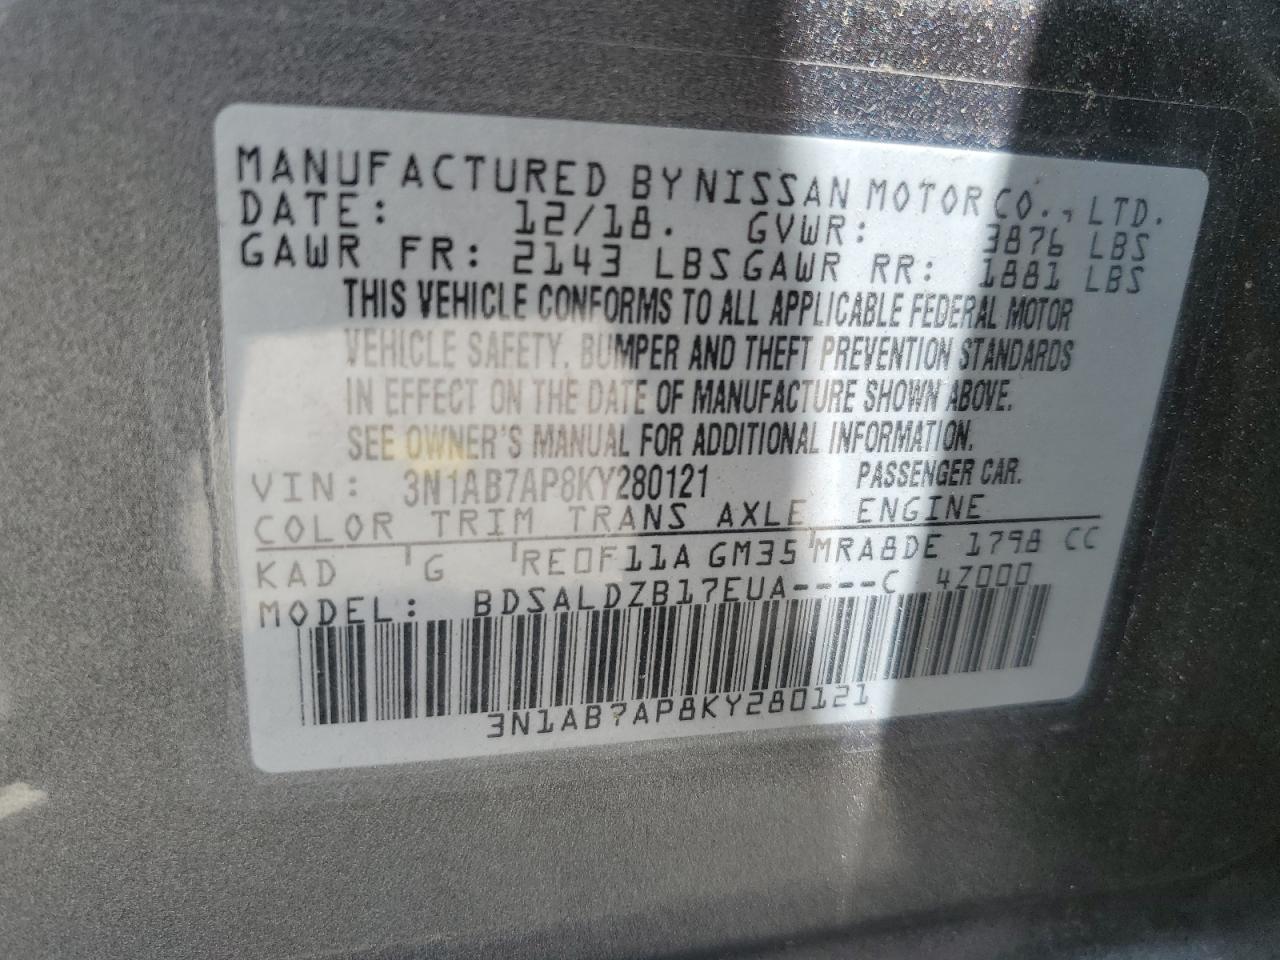 MANUFACTURED BY NISSAN MOTOR CO., LTD.
DATE: 12/18. GVWR: 3876 LBS
GAWR FR: 2143 LBS GAWR RR: 1881 LBS
THIS VEHICLE CONFORMS TO ALL APPLICABLE FEDERAL MOTOR
VEHICLE SAFETY, BUMPER AND THEFT PREVENTION STANDARDS
IN EFFECT ON THE DATE OF MANUFACTURE SHOWN ABOVE.
SEE OWNER'S MANUAL FOR ADDITIONAL INFORMATION.
VIN: 3N1AB7AP8KY280121 PASSENGER CAR.
COLOR TRIM TRANS AXLE ENGINE
KAD ' G ' RE0F11A GM35 ' MRA8DE 1798 CC
MODEL: BDSALDZB17EUA----C 4Z000
3N1AB7AP8KY280121